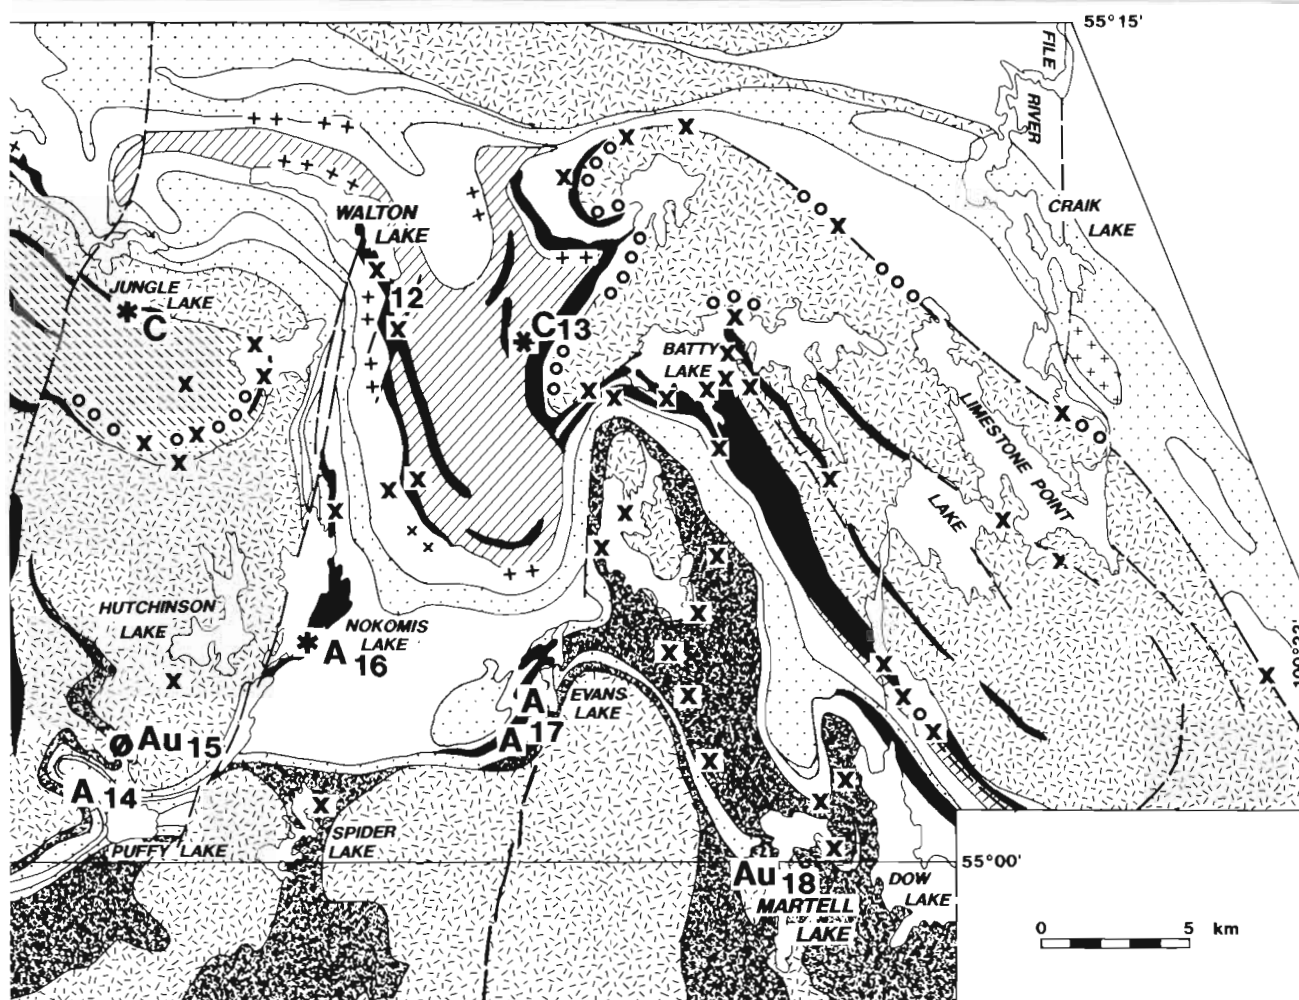 55° 15'
FILE
RIVER
CRAIK
LAKE
WALTON
LAKE
12
JUNGLE
LAKE
C
C13
BATTY
LAKE
LIMESTONE POINT
LAKE
HUTCHINSON
LAKE
NOKOMIS
LAKE
A 16
A
EVANS
LAKE
17
A
Au 15
A 14
PUFFY LAKE
SPIDER
LAKE
55°00'
Au 18
MARTELL
LAKE
DOW
LAKE
0 5 km